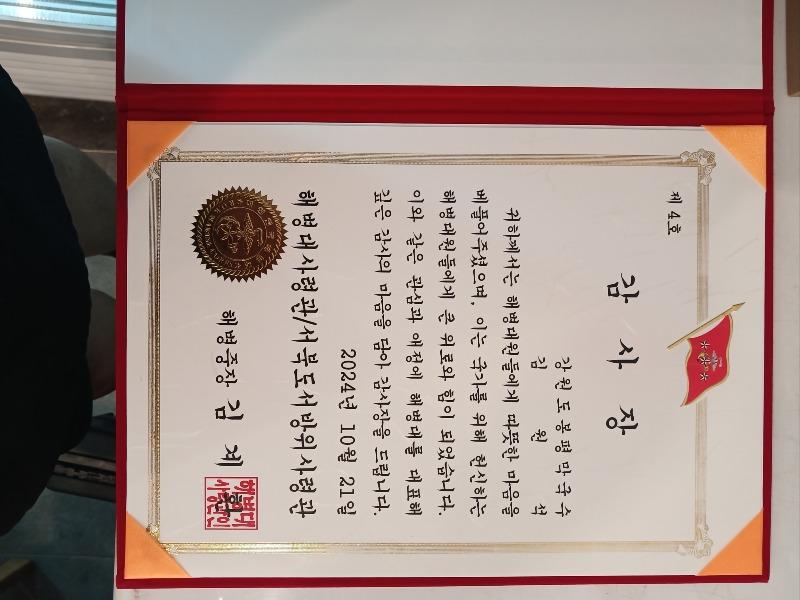 제 4호
감 사 장
강원도봉평막국수
김 원 석
귀하께서는 해병대원들에게 따뜻한 마음을
베풀어주셨으며, 이는 국가를 위해 헌신하는
해병대원들에게 큰 위로와 힘이 되었습니다.
이와 같은 관심과 애정에 해병대를 대표해
깊은 감사의 마음을 담아 감사장을 드립니다.
2024년 10월 21일
해병대사령관/서북도서방위사령관
해병중장 김 계